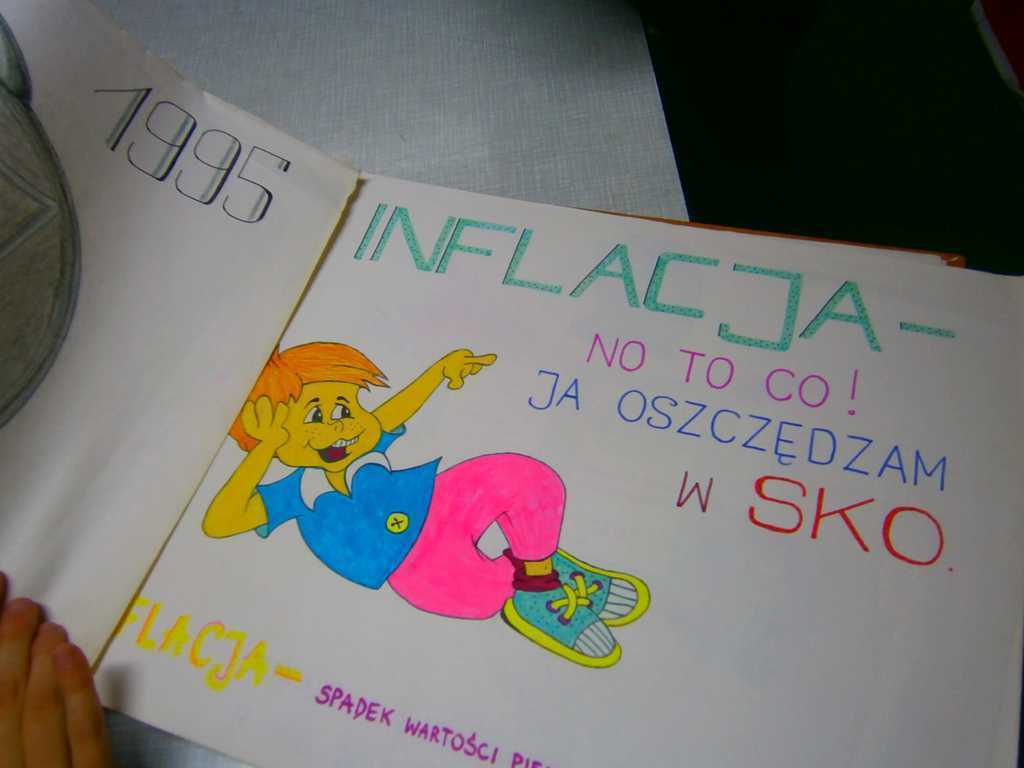 1995
INFLACJA-
NO TO CO!
JA OSZCZĘDZAM
W SKO.
FLACJA-
SPADEK WARTOŚCI